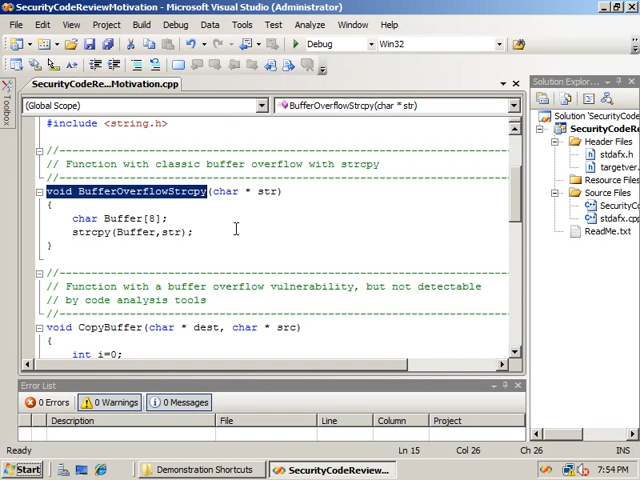 SecurityCodeReviewMotivation - Microsoft Visual Studio (Administrator)
File Edit View Project Build Debug Tools Test Analyze Window Help
Debug Win32
SecurityCodeRe...Motivation.cpp
Solution Explor...
(Global Scope) BufferOverflowStrcpy(char * str)
Toolbox
#include <string.h>
//----------------------------------------------------------
// Function with classic buffer overflow with strcpy
//----------------------------------------------------------
void BufferOverflowStrcpy(char * str)
{
char Buffer[8];
strcpy(Buffer,str);
}
//----------------------------------------------------------
// Function with a buffer overflow vulnerability, but not detectable
// by code analysis tools
//----------------------------------------------------------
void CopyBuffer(char * dest, char * src)
{
int i=0;
Solution 'SecurityCode
SecurityCodeRe
Header Files
stdafx.h
targetver.
Resource Files
Source Files
SecurityCo
stdafx.cp
ReadMe.txt
Error List
0 Errors 0 Warnings 0 Messages
Description File Line Column Project
Ready Ln 15 Col 26 Ch 26 INS
Start Demonstration Shortcuts SecurityCodeReview... 7:54 PM